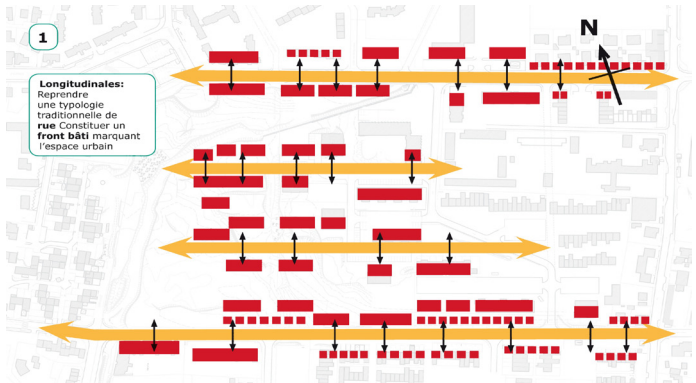 1
N
Longitudinales:
Reprendre
une typologie
traditionnelle de
rue Constituer un
front bâti marquant
l'espace urbain